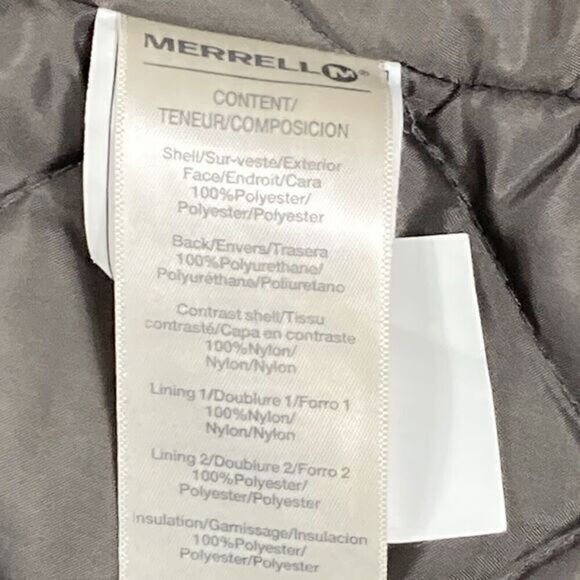 MERRELL M®
CONTENT/
TENEUR/COMPOSICION
Shell/Sur-veste/Exterior
Face/Endroit/Cara
100%Polyester/
Polyester/Polyester
Back/Envers/Trasera
100%Polyurethane/
Polyuréthane/Poliuretano
Contrast shell/Tissu
contrasté/Capa en contraste
100%Nylon/
Nylon/Nylon
Lining 1/Doublure 1/Forro 1
100%Nylon/
Nylon/Nylon
Lining 2/Doublure 2/Forro 2
100%Polyester/
Polyester/Polyester
Insulation/Garnissage/Insulacion
100%Polyester/
Polyester/Polyester